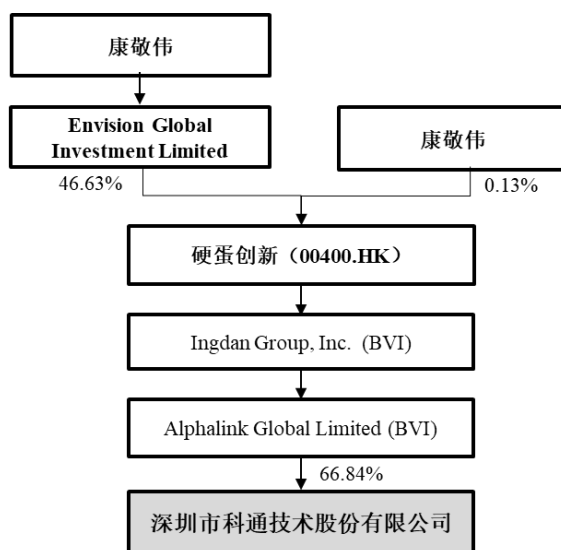 康敬伟
Envision Global
Investment Limited
康敬伟
46.63%
0.13%
硬蛋创新（00400.HK）
Ingdan Group, Inc. (BVI)
Alphalink Global Limited (BVI)
66.84%
深圳市科通技术股份有限公司